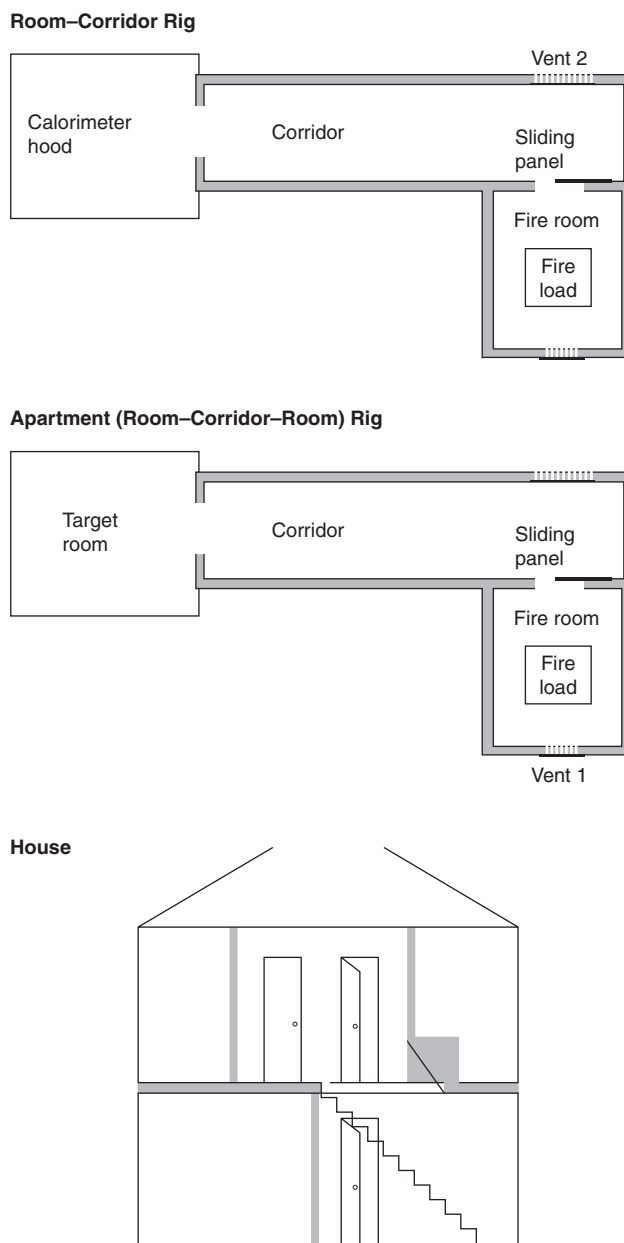 Room–Corridor Rig
Vent 2
Calorimeter
hood
Corridor
Sliding
panel
Fire room
Fire
load
Apartment (Room–Corridor–Room) Rig
Target
room
Corridor
Sliding
panel
Fire room
Fire
load
Vent 1
House